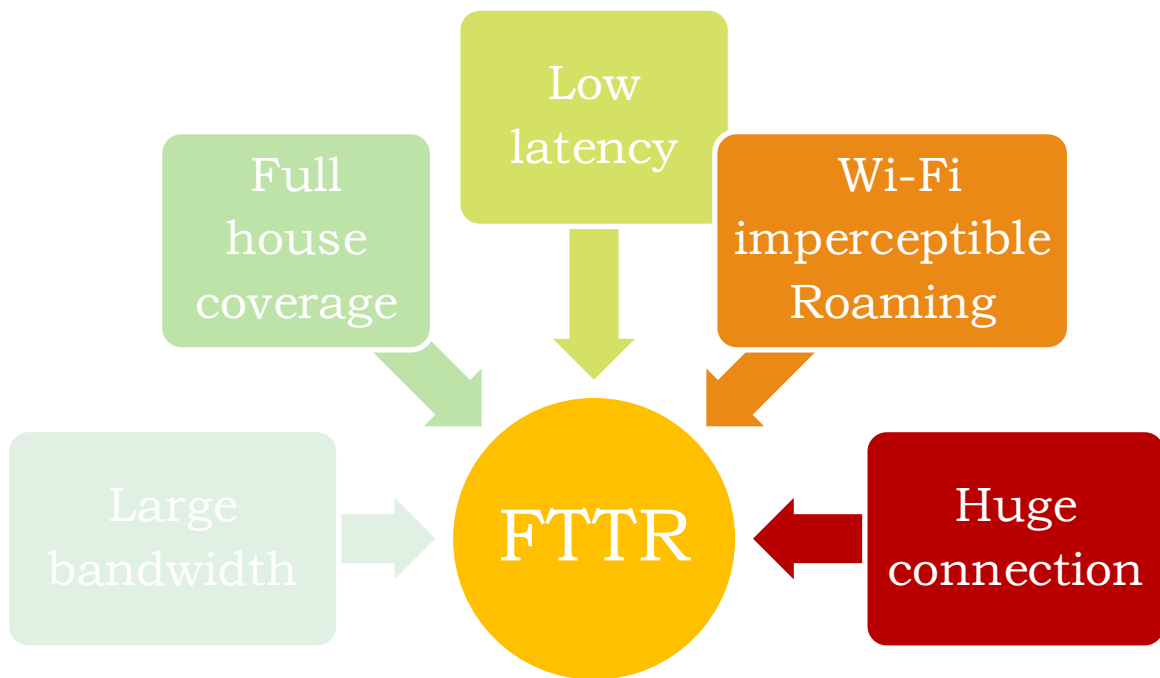 Low
latency
Full
house
coverage
Wi-Fi
imperceptible
Roaming
Large
bandwidth
FTTR
Huge
connection